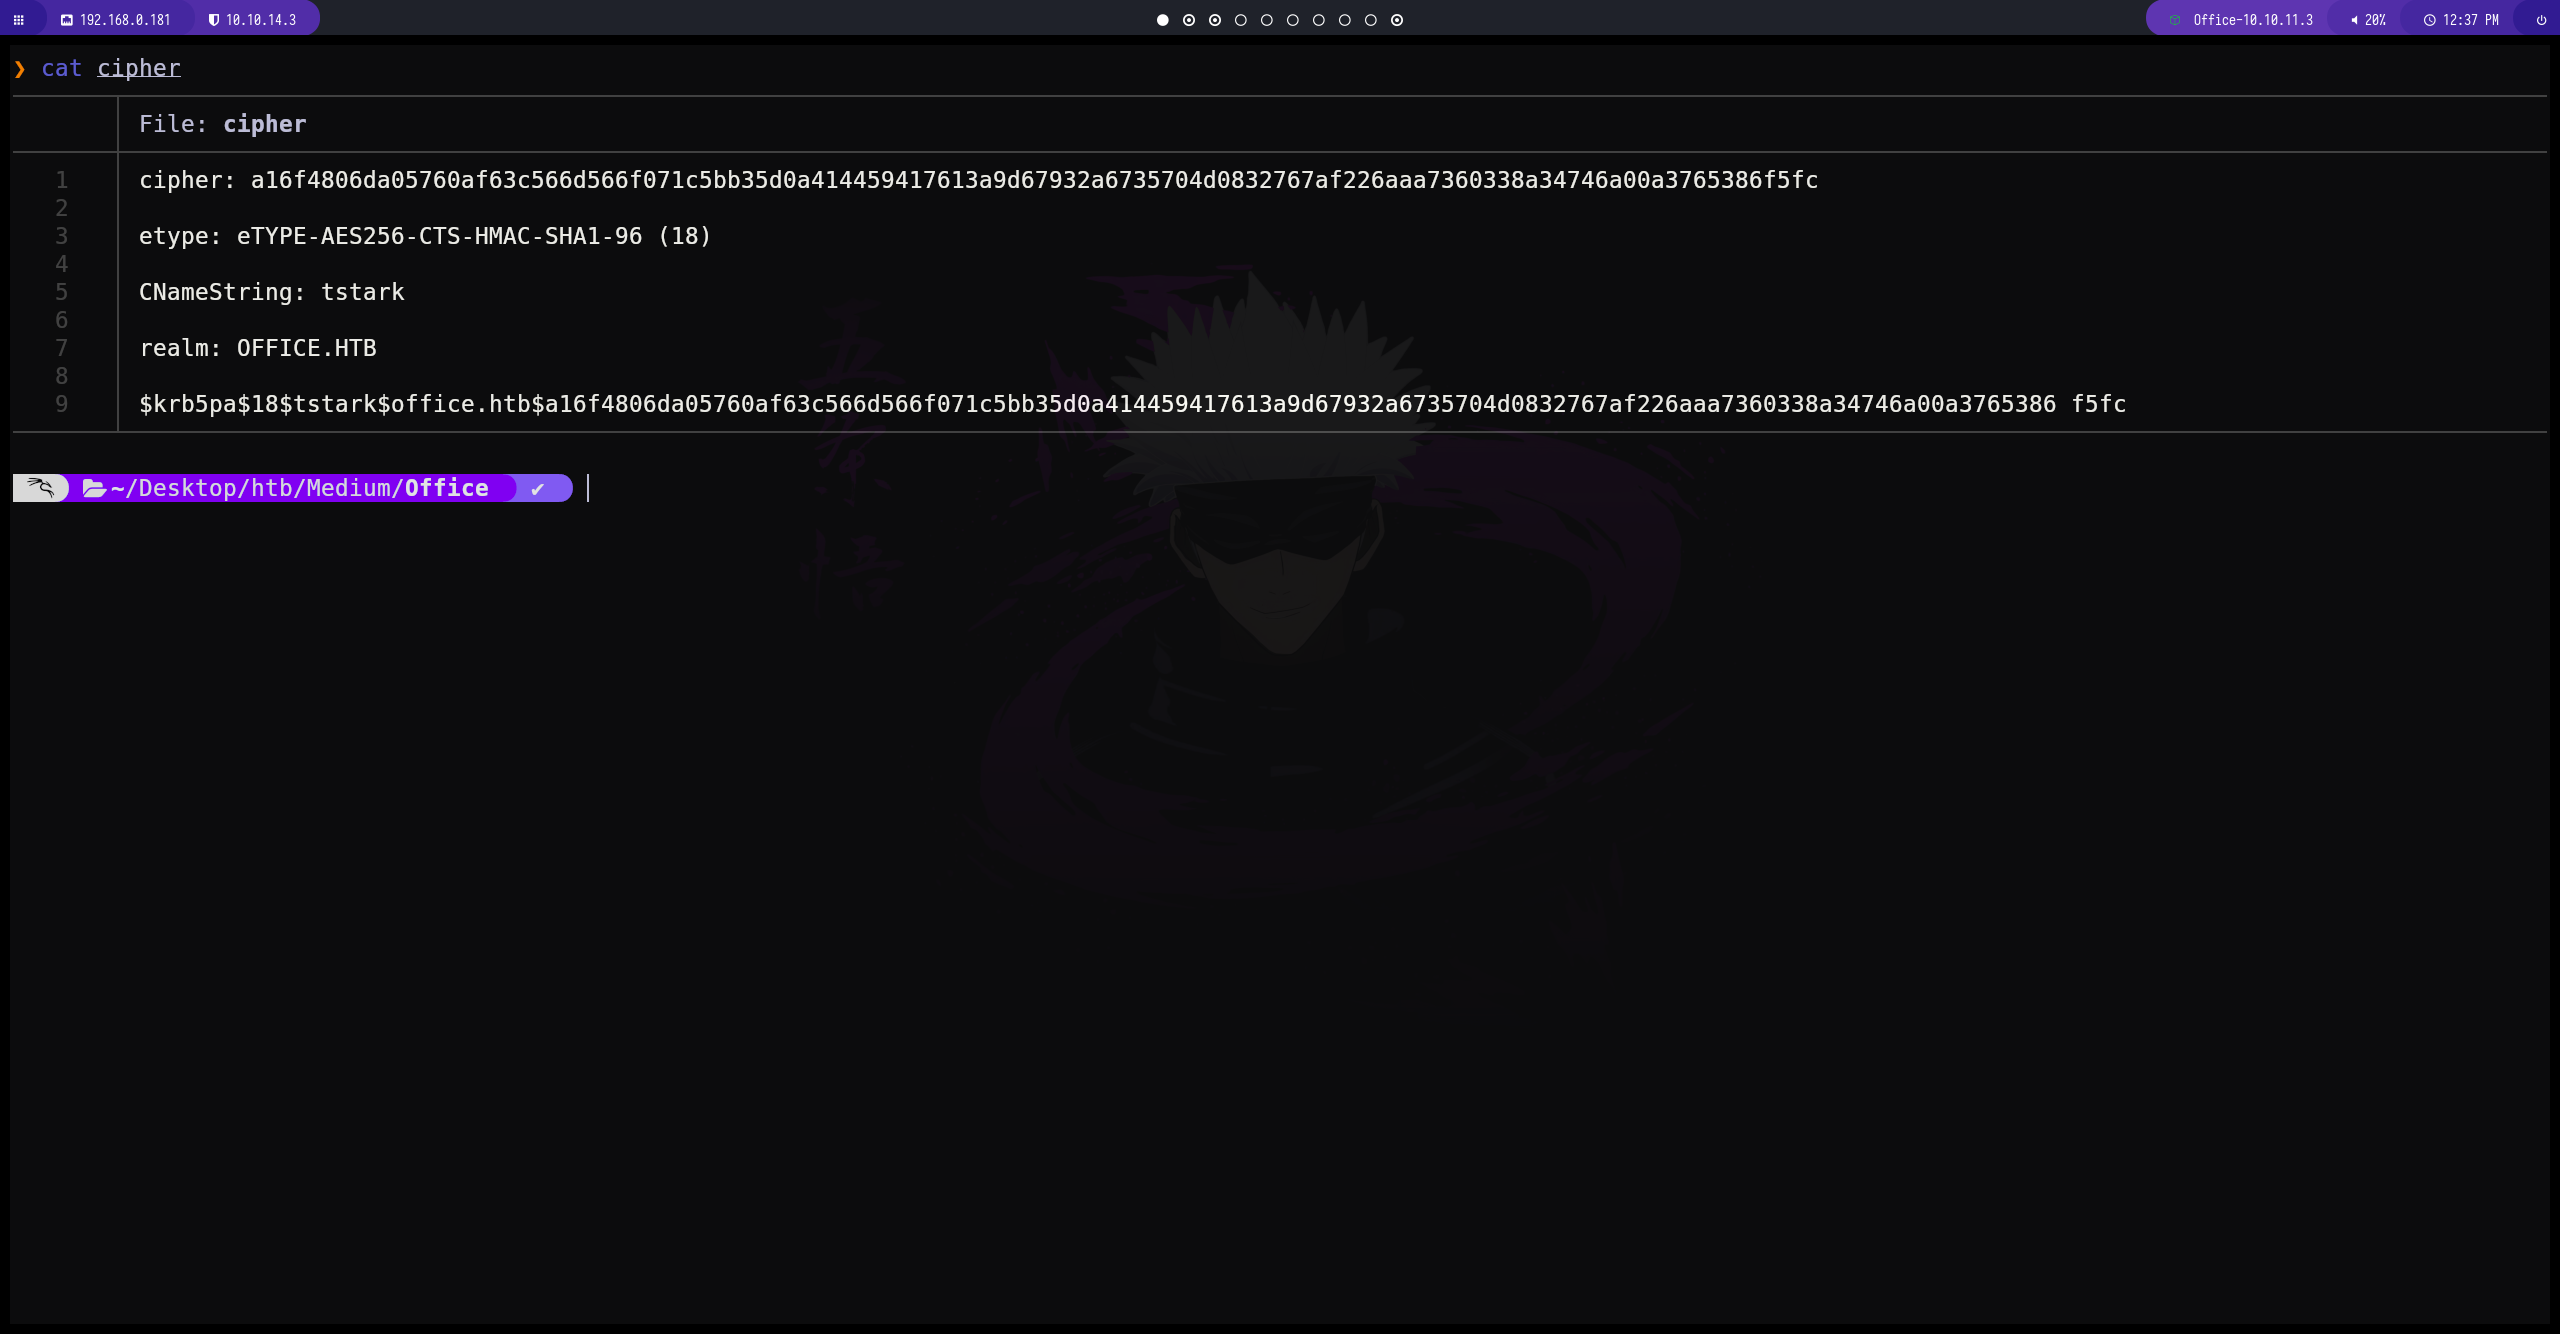 192.168.0.181 10.10.14.3 Office-10.10.11.3 20% 12:37 PM
❯ cat cipher
File: cipher
1 cipher: a16f4806da05760af63c566d566f071c5bb35d0a414459417613a9d67932a6735704d0832767af226aaa7360338a34746a00a3765386f5fc
2
3 etype: eTYPE-AES256-CTS-HMAC-SHA1-96 (18)
4
5 CNameString: tstark
6
7 realm: OFFICE.HTB
8
9 $krb5pa$18$tstark$office.htb$a16f4806da05760af63c566d566f071c5bb35d0a414459417613a9d67932a6735704d0832767af226aaa7360338a34746a00a3765386 f5fc
~/Desktop/htb/Medium/Office ✔